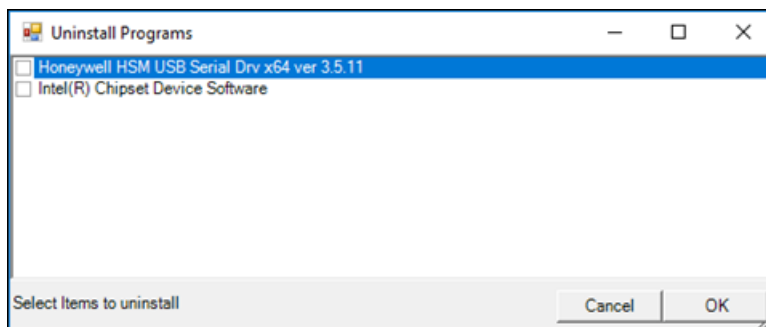 Uninstall Programs
Honeywell HSM USB Serial Drv x64 ver 3.5.11
Intel(R) Chipset Device Software
Select Items to uninstall
Cancel
OK